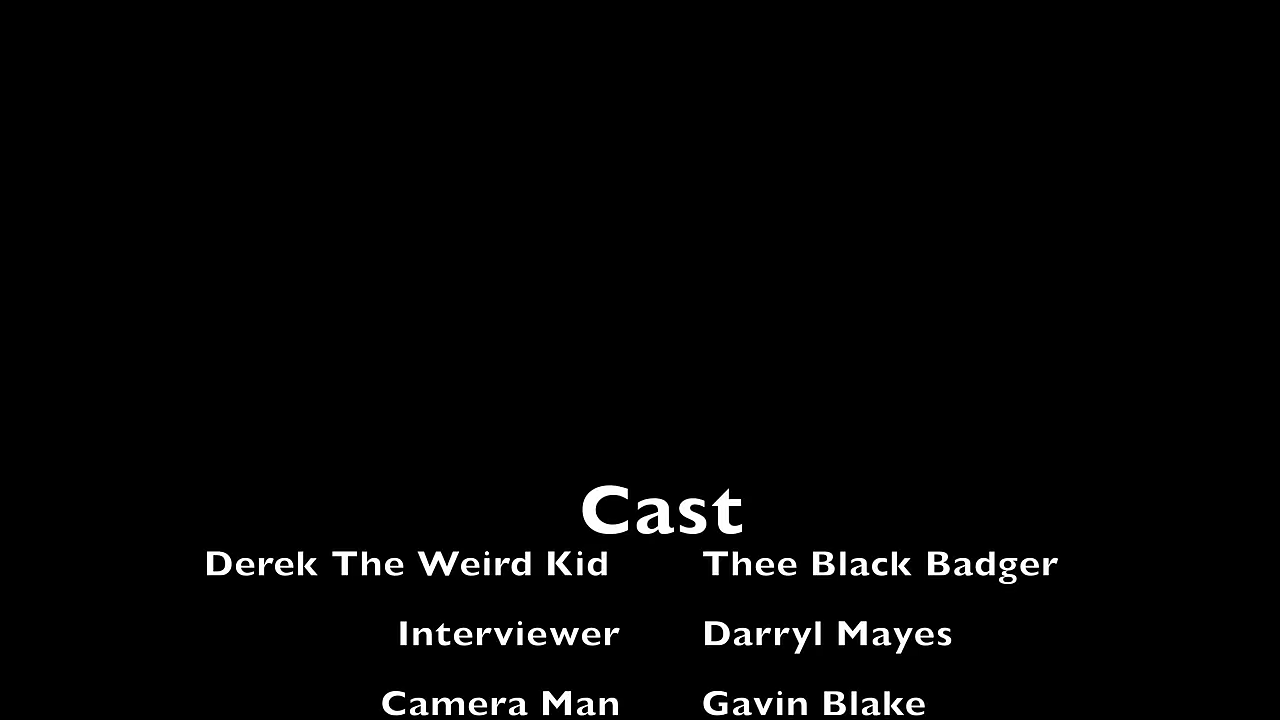 Cast
Derek The Weird Kid Thee Black Badger
Interviewer Darryl Mayes
Camera Man Gavin Blake